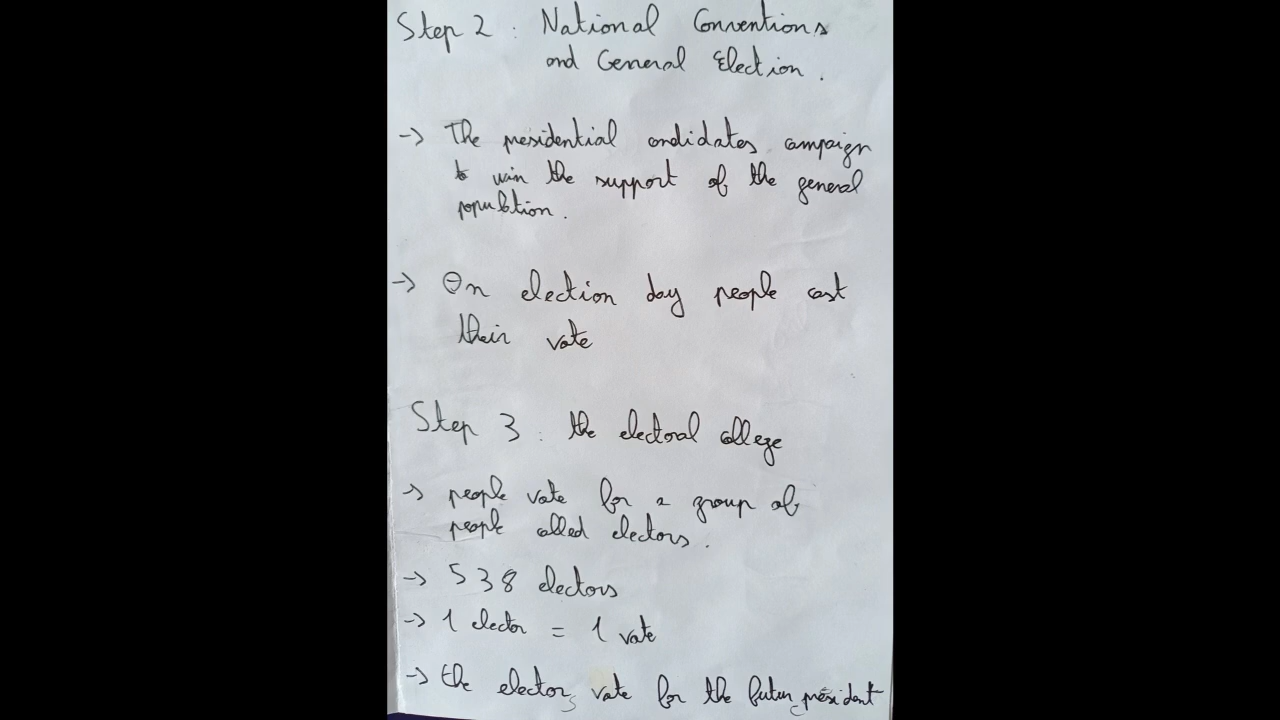 Step 2 : National Conventions
and General Election.
-> The presidential candidates campaign
to win the support of the general
population.
-> On election day people cast
their vote
Step 3 : the electoral college
-> people vote for a group of
people called electors.
-> 538 electors
-> 1 elector = 1 vote
-> the electors vote for the futur président